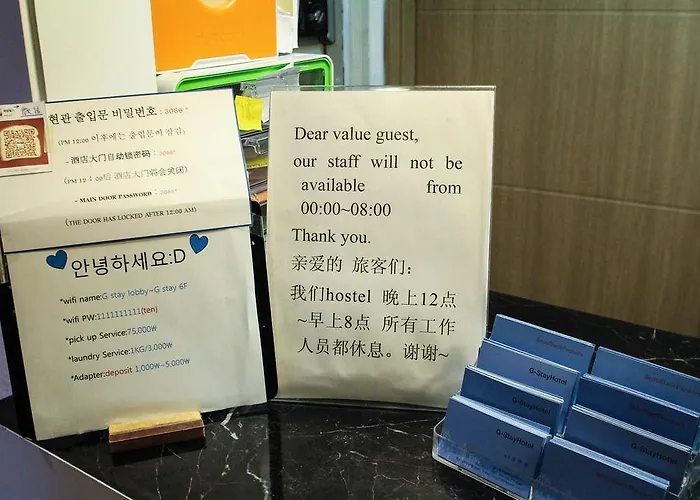 현관 출입문 비밀번호 : 3066*
(PM 12:00 이후에는 출입문이 잠김)
- 酒店大门自动锁密码 : 3066*
(PM 12：00后 酒店大门将会关闭)
- MAIN DOOR PASSWORD : 3066*
(THE DOOR HAS LOCKED AFTER 12:00 AM)
안녕하세요:D
*wifi name:G stay lobby~G stay 6F
*wifi PW:1111111111(ten)
*pick up Service:75,000₩
*laundry Service:1KG/3,000₩
*Adapter:deposit 1,000₩~5,000₩
Dear value guest,
our staff will not be
available from
00:00~08:00
Thank you.
亲爱的 旅客们：
我们hostel 晚上12点
~早上8点 所有工作
人员都休息。谢谢~
G-StayHotel
G-StayHotel
G-StayHotel
G-StayHotel